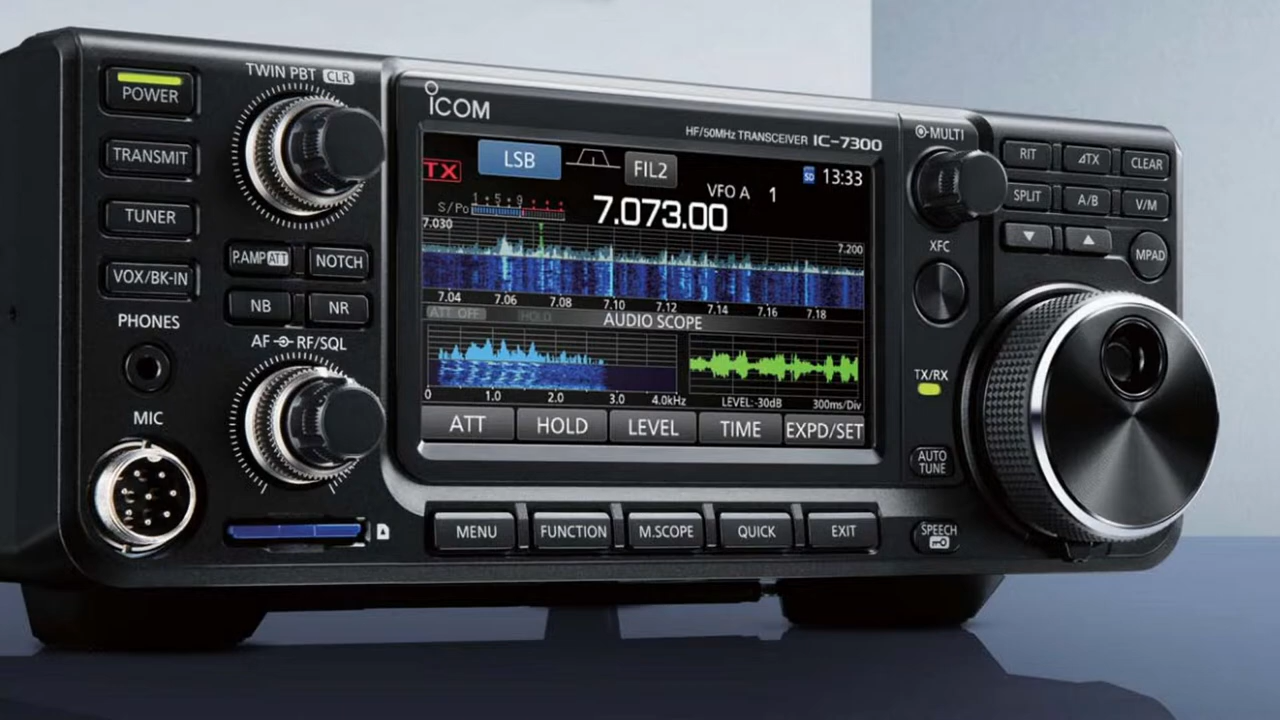 POWER
TRANSMIT
TUNER
VOX/BK-IN
PHONES
MIC
TWIN PBT CLR
P.AMP ATT
NOTCH
NB
NR
AF RF/SQL
ICOM
HF/50MHz TRANSCEIVER IC-7300
TX
LSB
FIL2
VFO A 1
SD 13:33
S/Po 1 5 9
7.073.00
7.030
7.200
7.04 7.06 7.08 7.10 7.12 7.14 7.16 7.18
ATT OFF HOLD
AUDIO SCOPE
0 1.0 2.0 3.0 4.0kHz
LEVEL:-30dB 300ms/Div
ATT HOLD LEVEL TIME EXPD/SET
MENU FUNCTION M.SCOPE QUICK EXIT
MULTI
XFC
TX/RX
AUTO
TUNE
SPEECH
RIT ⊿TX CLEAR
SPLIT A/B V/M
▼ ▲ MPAD